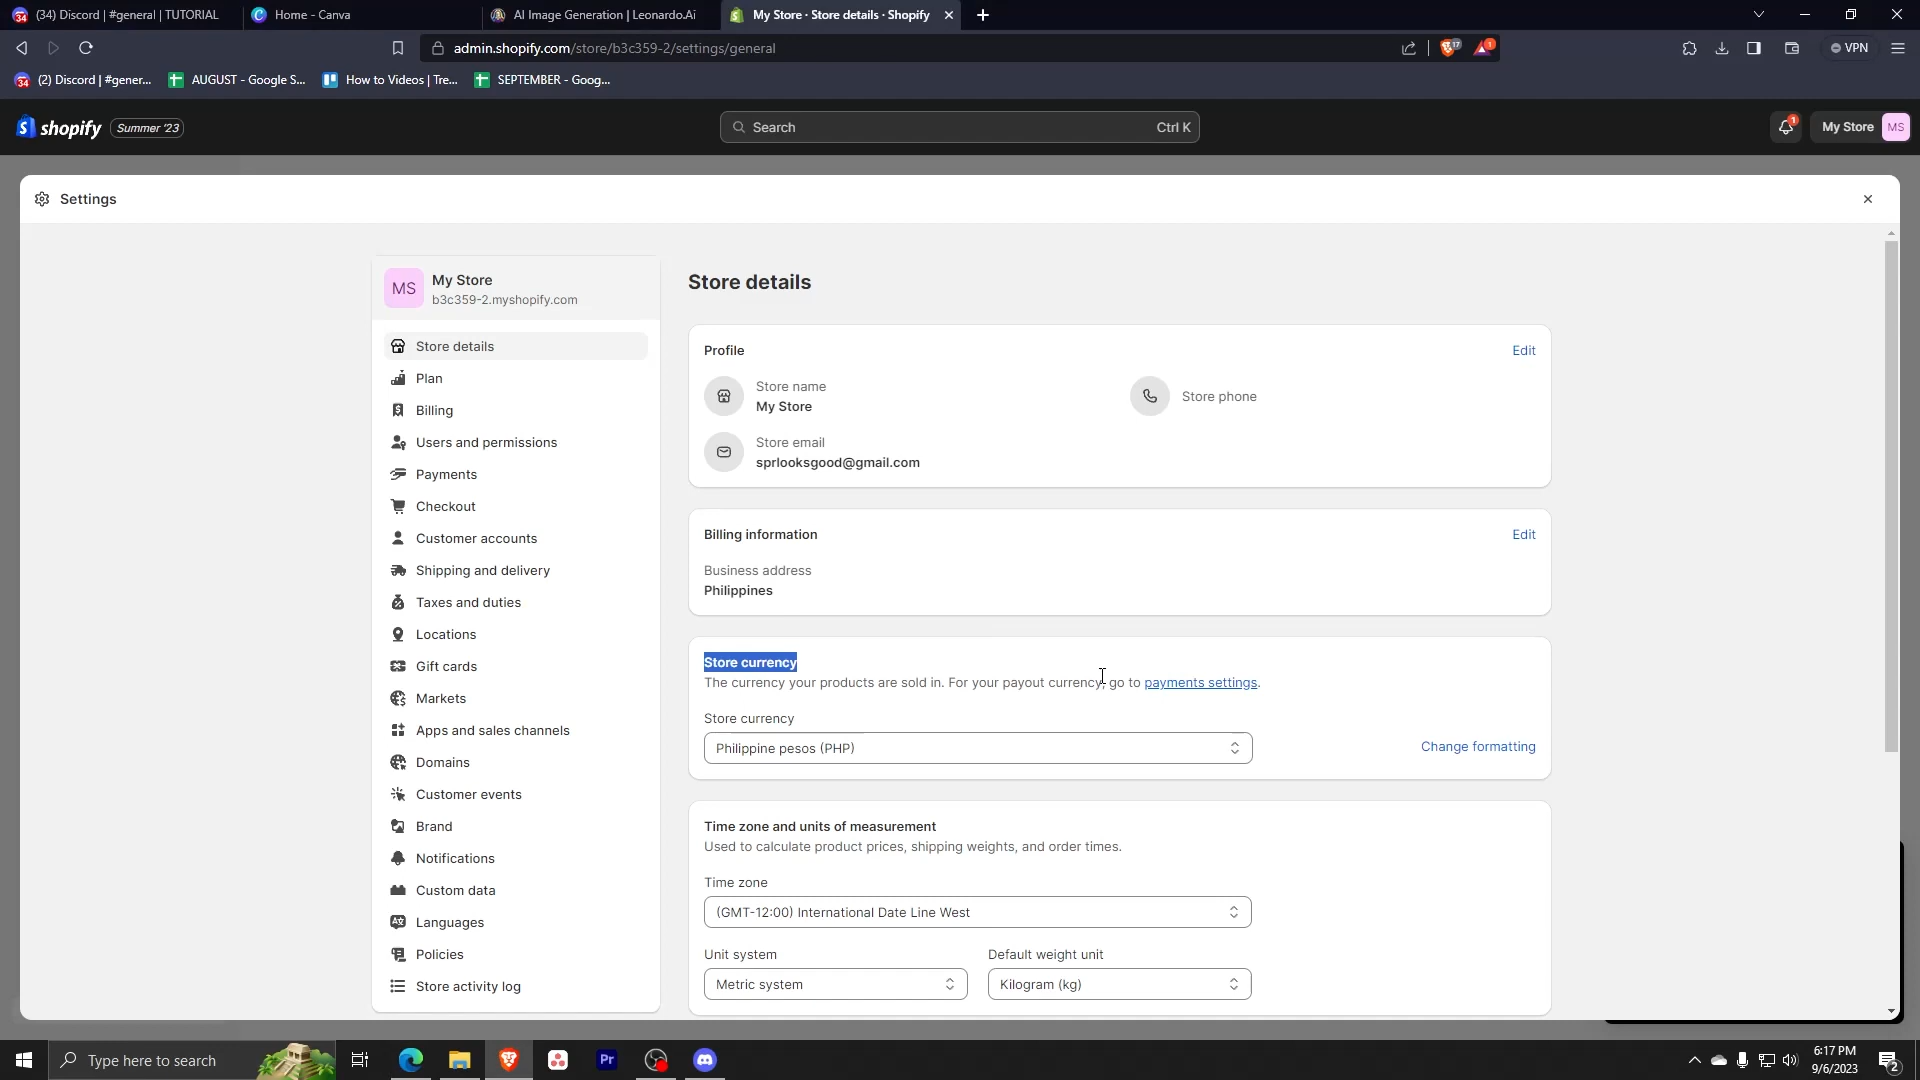 (34) Discord | #general | TUTORIAL
Home - Canva
AI Image Generation | Leonardo.Ai
My Store · Store details · Shopify
admin.shopify.com/store/b3c359-2/settings/general
VPN
(2) Discord | #gener...
AUGUST - Google S...
How to Videos | Tre...
SEPTEMBER - Goog...
shopify
Summer '23
Search
Ctrl K
1
My Store
MS
Settings
MS
My Store
b3c359-2.myshopify.com
Store details
Plan
Billing
Users and permissions
Payments
Checkout
Customer accounts
Shipping and delivery
Taxes and duties
Locations
Gift cards
Markets
Apps and sales channels
Domains
Customer events
Brand
Notifications
Custom data
Languages
Policies
Store activity log
Store details
Profile
Edit
Store name
My Store
Store phone
Store email
sprlooksgood@gmail.com
Billing information
Edit
Business address
Philippines
Store currency
The currency your products are sold in. For your payout currency, go to payments settings.
Store currency
Philippine pesos (PHP)
Change formatting
Time zone and units of measurement
Used to calculate product prices, shipping weights, and order times.
Time zone
(GMT-12:00) International Date Line West
Unit system
Default weight unit
Metric system
Kilogram (kg)
Type here to search
Pr
6:17 PM
9/6/2023
2